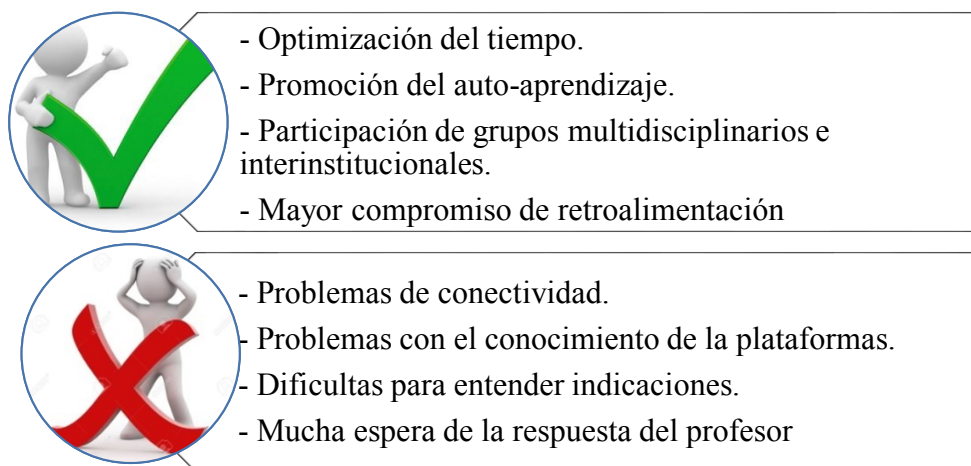 - Optimización del tiempo.
- Promoción del auto-aprendizaje.
- Participación de grupos multidisciplinarios e
interinstitucionales.
- Mayor compromiso de retroalimentación
- Problemas de conectividad.
- Problemas con el conocimiento de la plataformas.
- Dificultas para entender indicaciones.
- Mucha espera de la respuesta del profesor